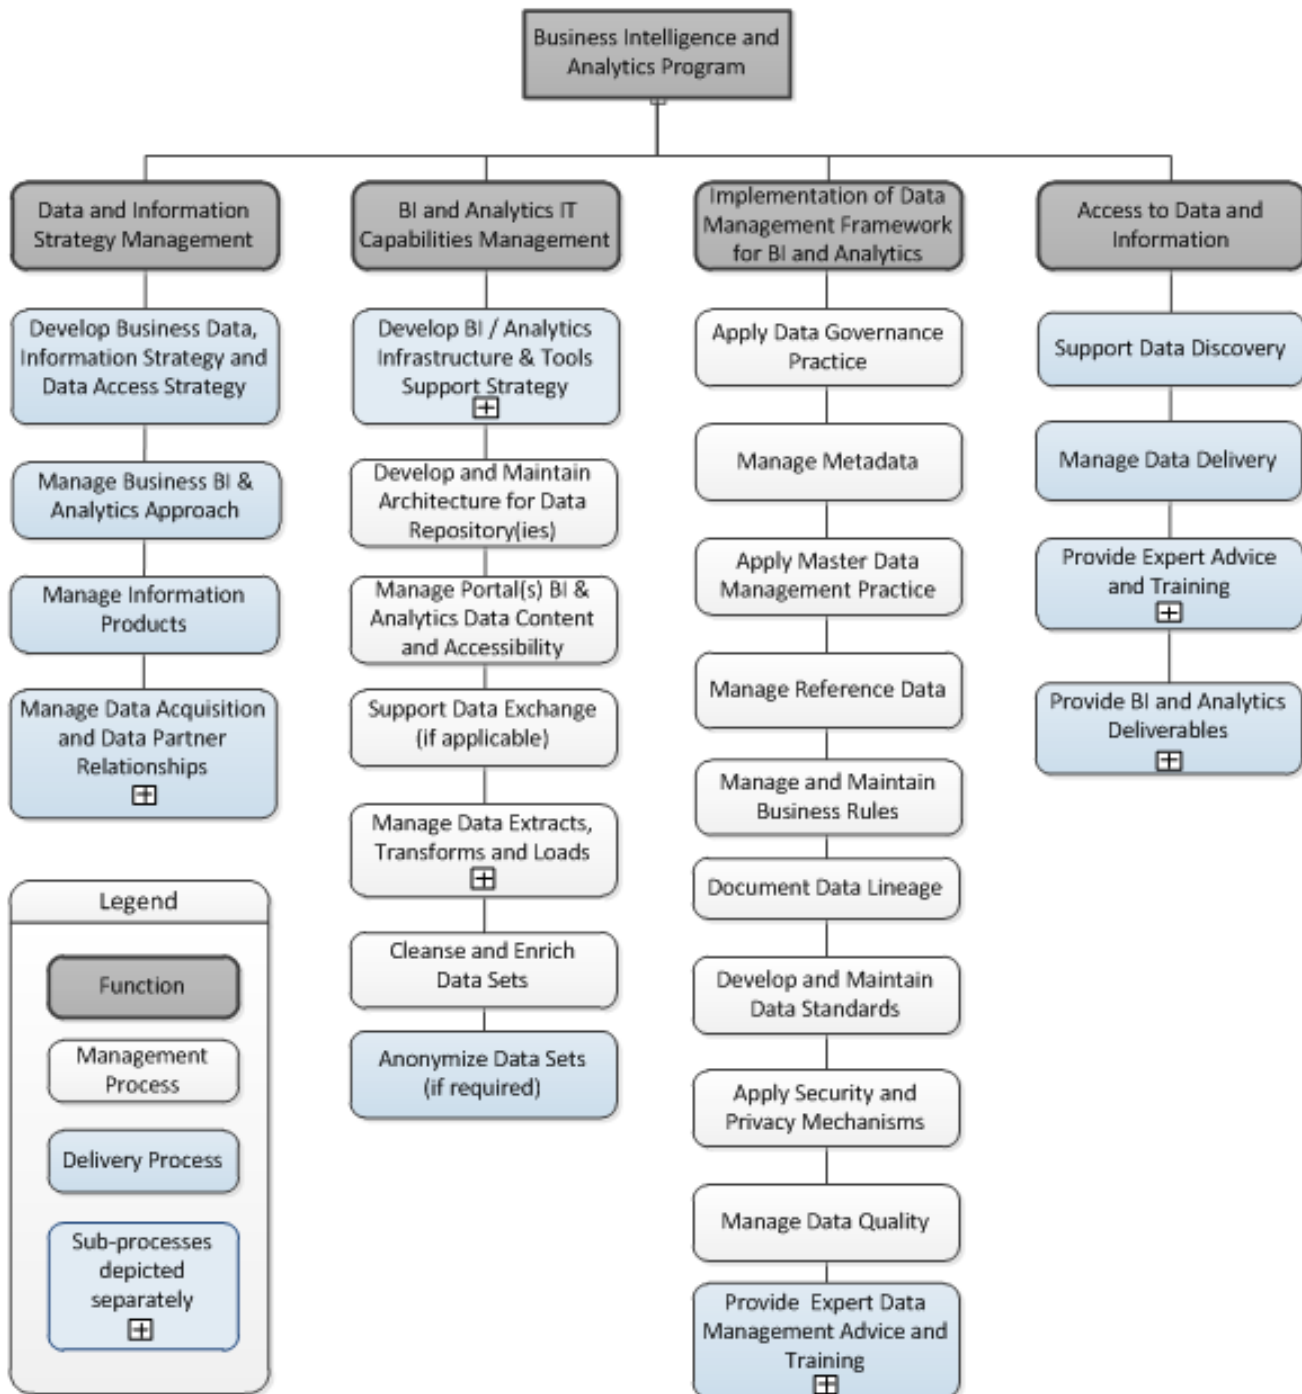 Business Intelligence and
Analytics Program
Data and Information
Strategy Management
Develop Business Data,
Information Strategy and
Data Access Strategy
Manage Business BI &
Analytics Approach
Manage Information
Products
Manage Data Acquisition
and Data Partner
Relationships
BI and Analytics IT
Capabilities Management
Develop BI / Analytics
Infrastructure & Tools
Support Strategy
Develop and Maintain
Architecture for Data
Repository(ies)
Manage Portal(s) BI &
Analytics Data Content
and Accessibility
Support Data Exchange
(if applicable)
Manage Data Extracts,
Transforms and Loads
Cleanse and Enrich
Data Sets
Anonymize Data Sets
(if required)
Implementation of Data
Management Framework
for BI and Analytics
Apply Data Governance
Practice
Manage Metadata
Apply Master Data
Management Practice
Manage Reference Data
Manage and Maintain
Business Rules
Document Data Lineage
Develop and Maintain
Data Standards
Apply Security and
Privacy Mechanisms
Manage Data Quality
Provide Expert Data
Management Advice and
Training
Access to Data and
Information
Support Data Discovery
Manage Data Delivery
Provide Expert Advice
and Training
Provide BI and Analytics
Deliverables
Legend
Function
Management
Process
Delivery Process
Sub-processes
depicted
separately